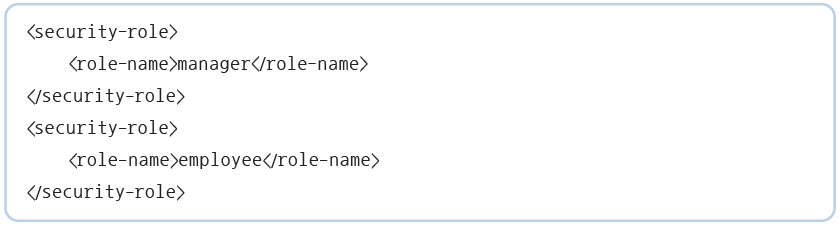 <security-role>
    <role-name>manager</role-name>
</security-role>
<security-role>
    <role-name>employee</role-name>
</security-role>